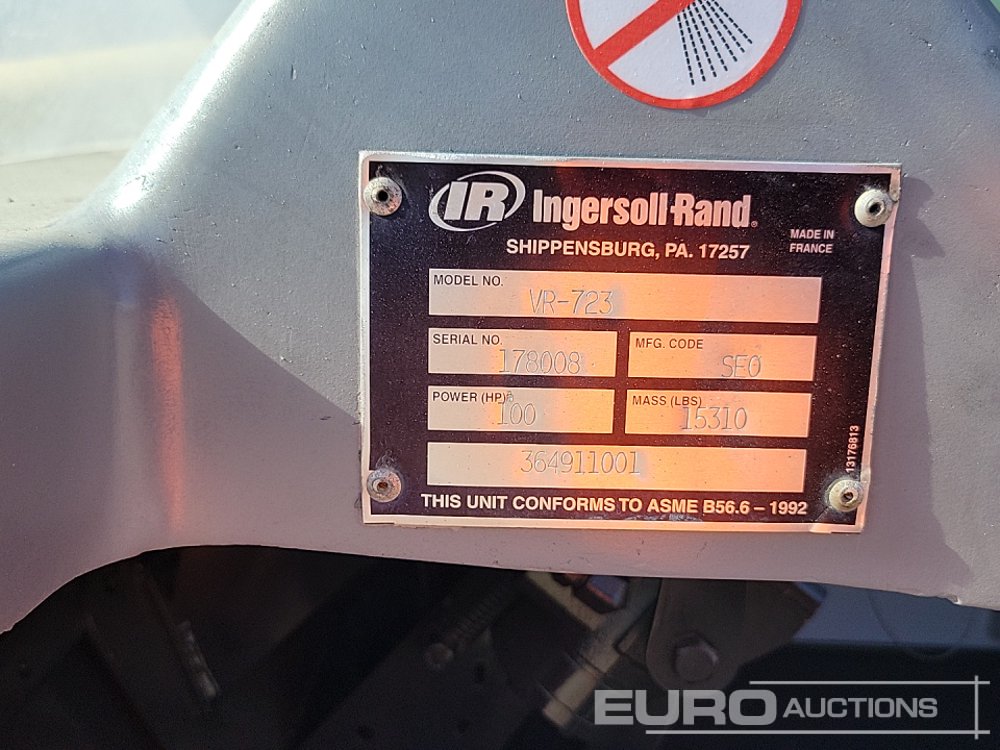 IR Ingersoll-Rand®
SHIPPENSBURG, PA. 17257
MADE IN
FRANCE
MODEL NO. VR-723
SERIAL NO. 178008
MFG. CODE SEO
POWER (HP) 100
MASS (LBS) 15310
364911001
13176813
THIS UNIT CONFORMS TO ASME B56.6 – 1992
EURO AUCTIONS